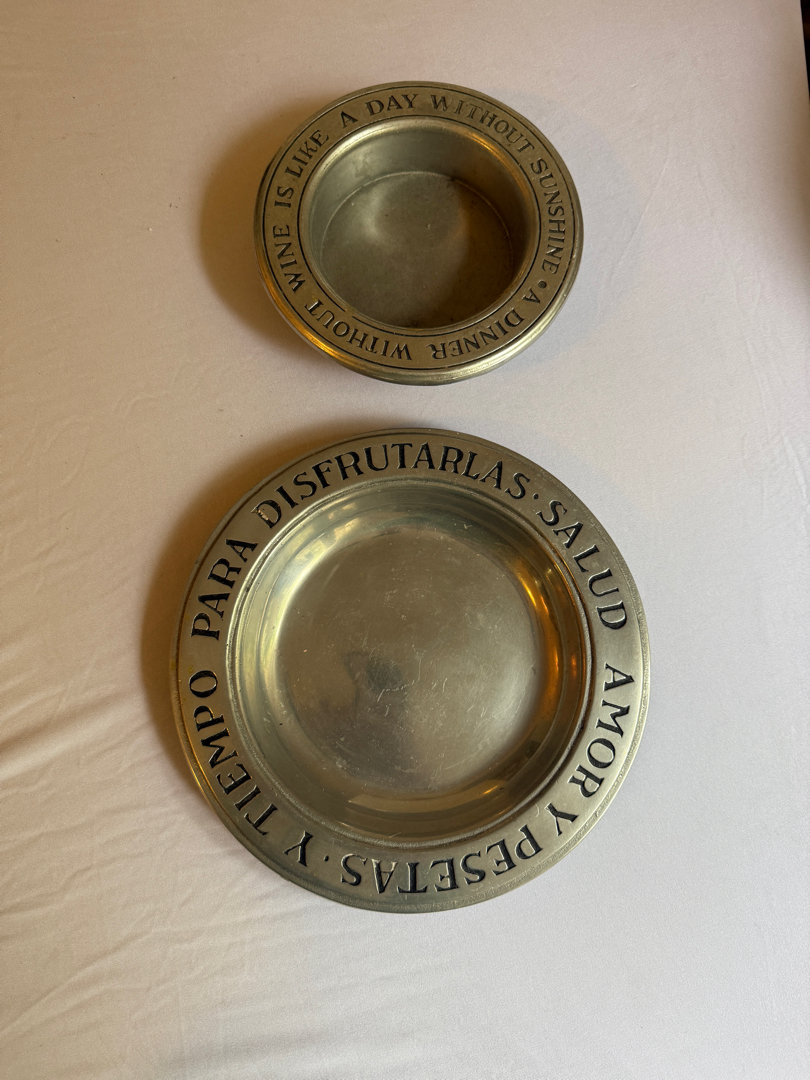 A DINNER WITHOUT WINE IS LIKE A DAY WITHOUT SUNSHINE •
SALUD AMOR Y PESETAS · Y TIEMPO PARA DISFRUTARLAS ·